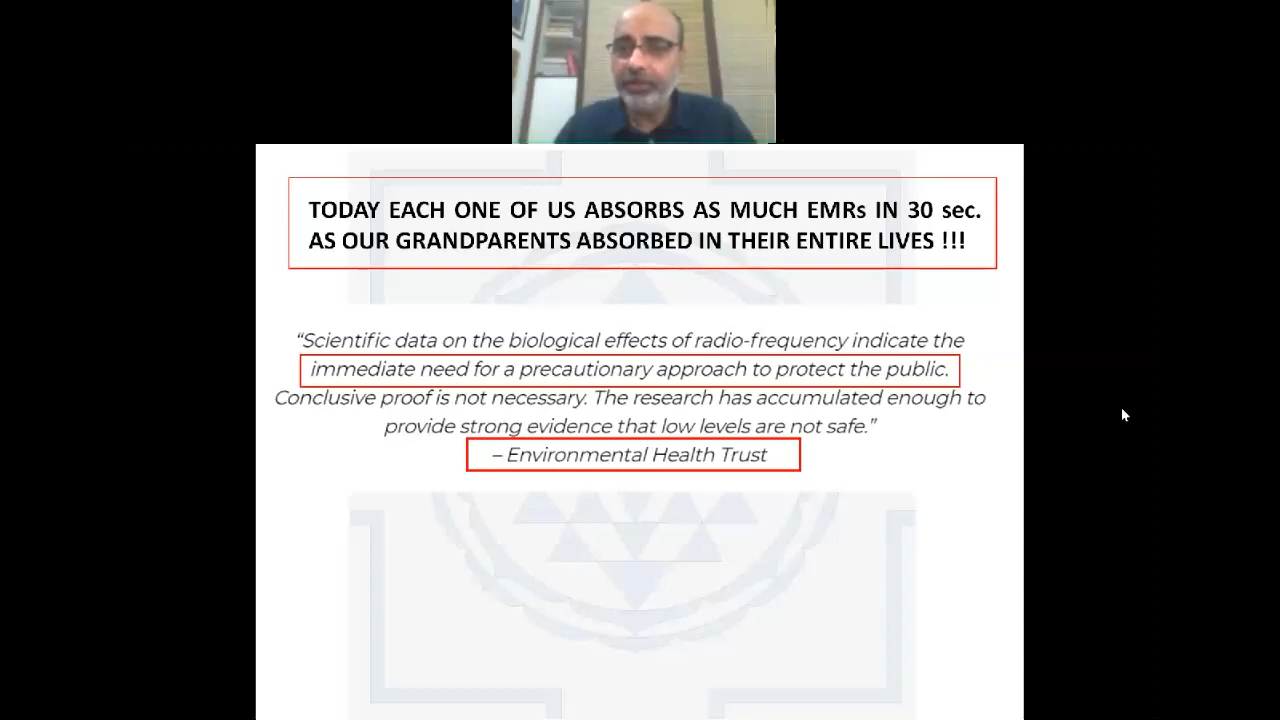 TODAY EACH ONE OF US ABSORBS AS MUCH EMRs IN 30 sec.
AS OUR GRANDPARENTS ABSORBED IN THEIR ENTIRE LIVES !!!
“Scientific data on the biological effects of radio-frequency indicate the
immediate need for a precautionary approach to protect the public.
Conclusive proof is not necessary. The research has accumulated enough to
provide strong evidence that low levels are not safe.”
– Environmental Health Trust